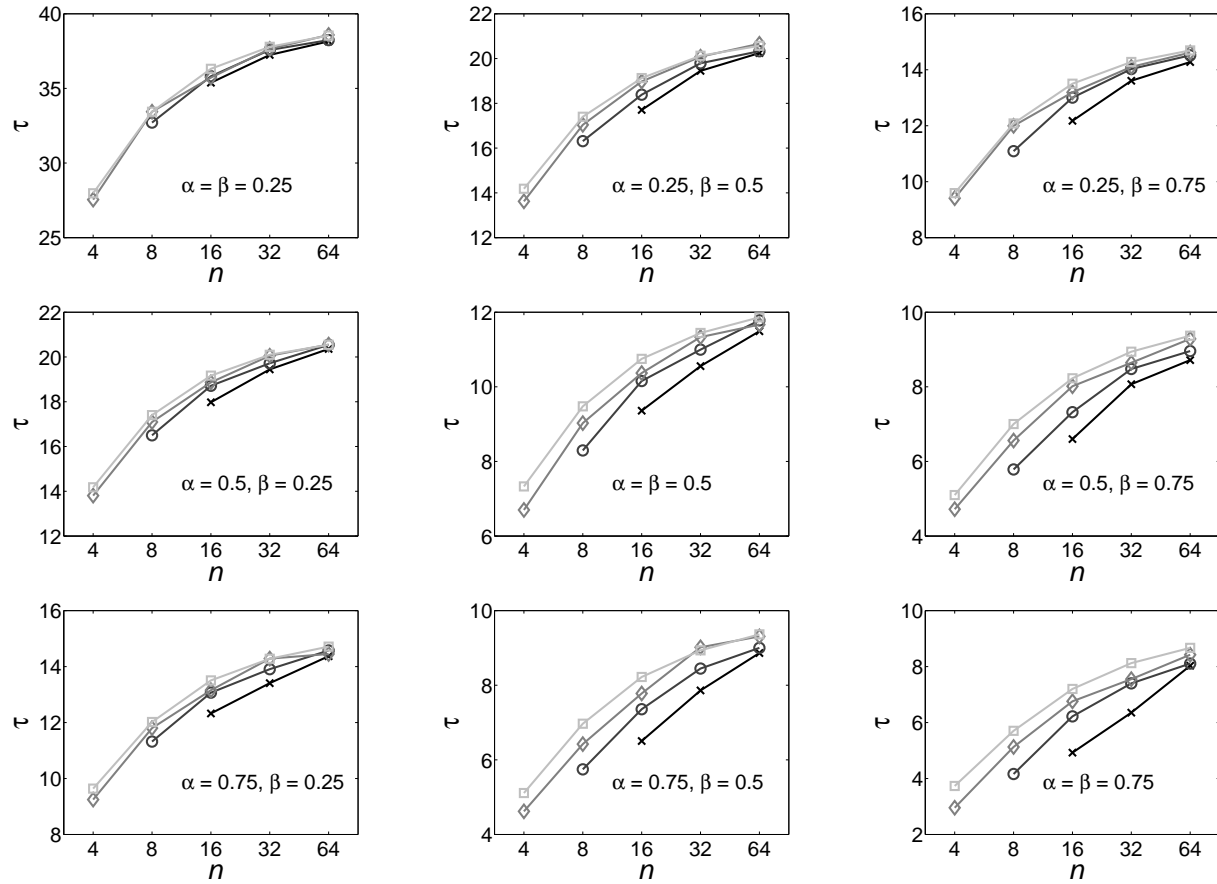 40
35
30
25
τ
α = β = 0.25
4 8 16 32 64
n
22
20
18
16
14
12
τ
α = 0.25, β = 0.5
4 8 16 32 64
n
16
14
12
10
8
τ
α = 0.25, β = 0.75
4 8 16 32 64
n
22
20
18
16
14
12
τ
α = 0.5, β = 0.25
4 8 16 32 64
n
12
10
8
6
τ
α = β = 0.5
4 8 16 32 64
n
10
8
6
4
τ
α = 0.5, β = 0.75
4 8 16 32 64
n
16
14
12
10
8
τ
α = 0.75, β = 0.25
4 8 16 32 64
n
10
8
6
4
τ
α = 0.75, β = 0.5
4 8 16 32 64
n
10
8
6
4
2
τ
α = β = 0.75
4 8 16 32 64
n